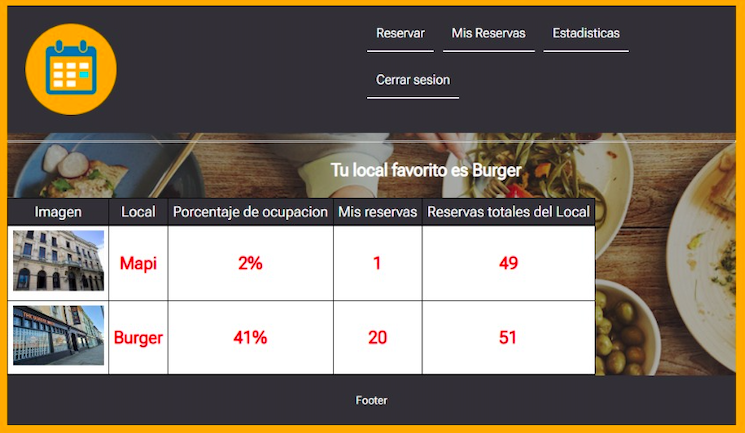 Reservar Mis Reservas Estadisticas
Cerrar sesion
Tu local favorito es Burger
Imagen Local Porcentaje de ocupacion Mis reservas Reservas totales del Local
Mapi 2% 1 49
Burger 41% 20 51
Footer